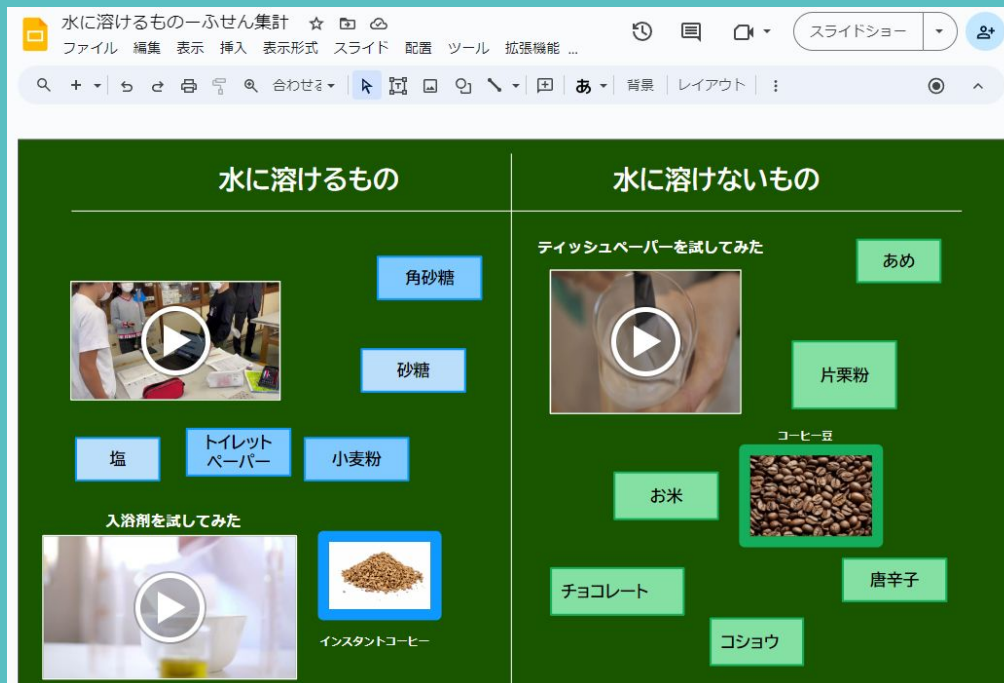 水に溶けるものーふせん集計
ファイル 編集 表示 挿入 表示形式 スライド 配置 ツール 拡張機能 ...
スライドショー
合わせる
あ
背景
レイアウト
水に溶けるもの
角砂糖
砂糖
塩
トイレット
ペーパー
小麦粉
入浴剤を試してみた
インスタントコーヒー
水に溶けないもの
ティッシュペーパーを試してみた
あめ
片栗粉
コーヒー豆
お米
チョコレート
唐辛子
コショウ